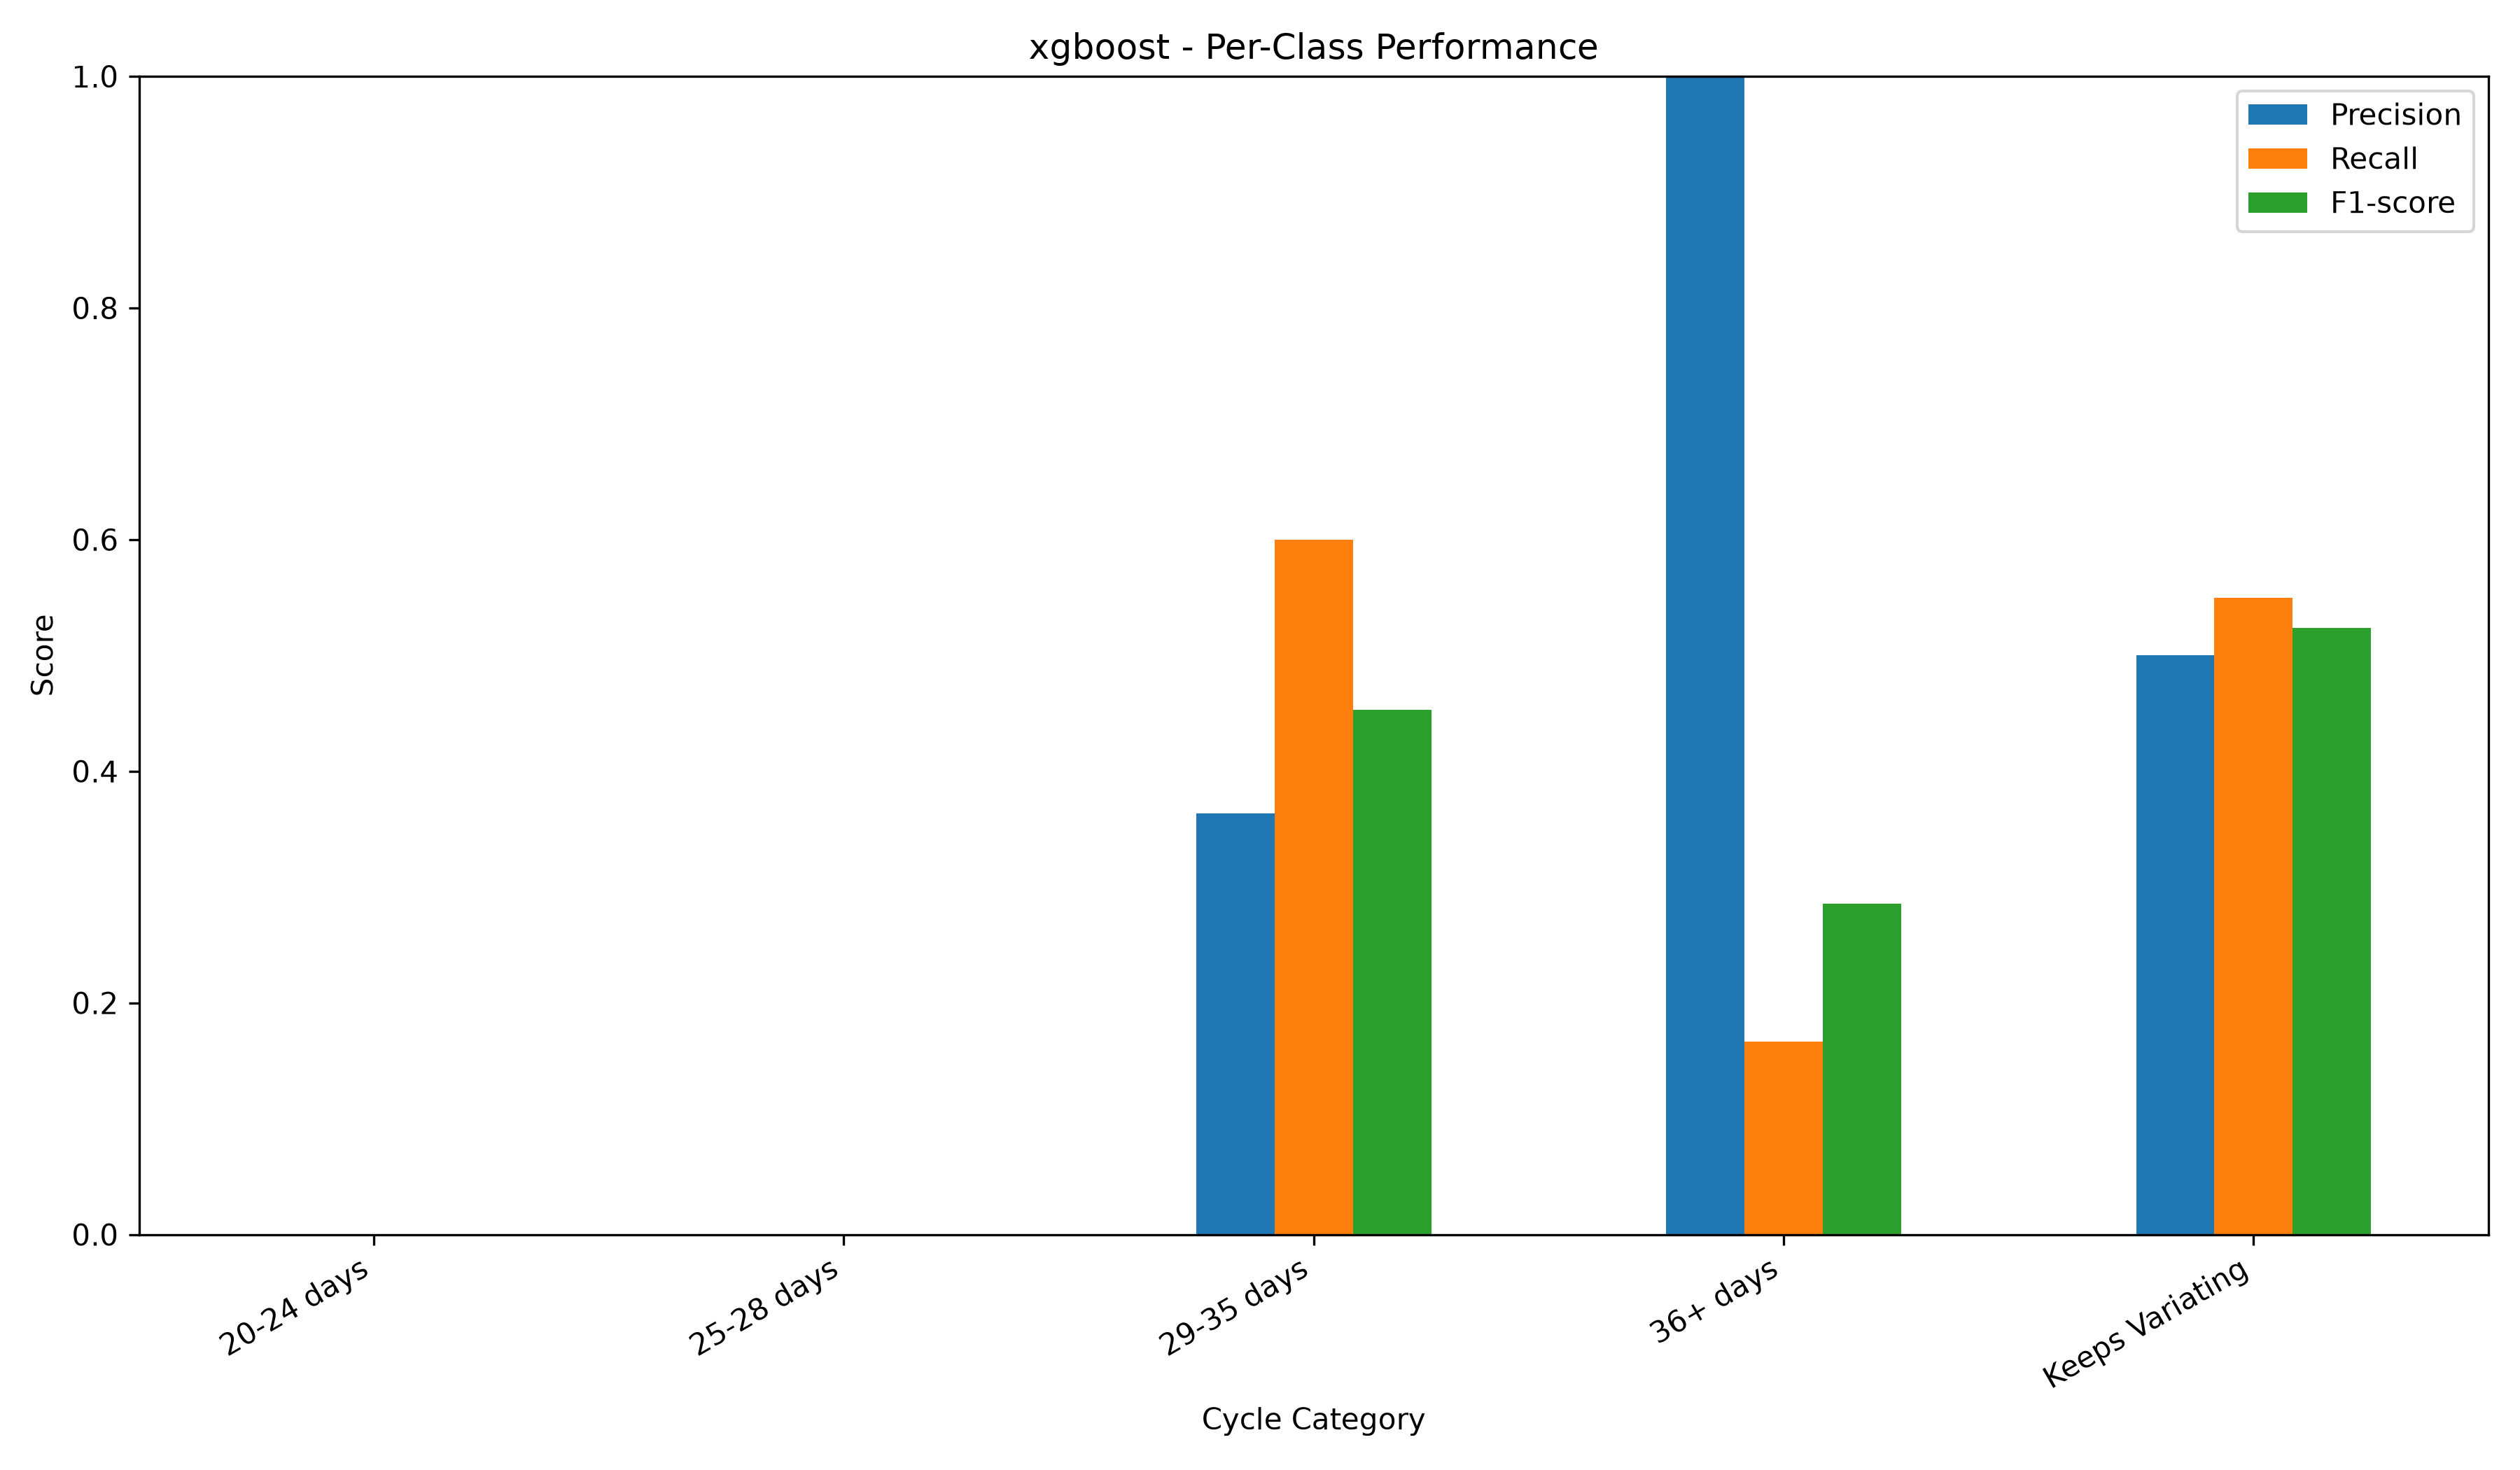 xgboost - Per-Class Performance
1.0
0.8
0.6
0.4
0.2
0.0
Score
Precision
Recall
F1-score
20-24 days
25-28 days
29-35 days
36+ days
Keeps Variating
Cycle Category